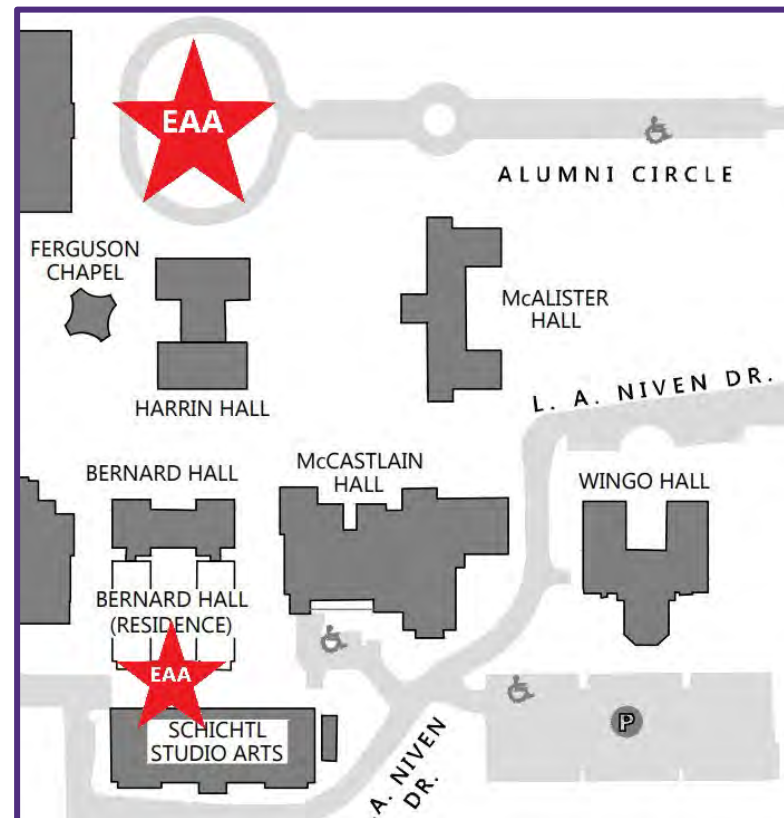 EAA
ALUMNI CIRCLE
FERGUSON
CHAPEL
McALISTER
HALL
HARRIN HALL
L. A. NIVEN DR.
BERNARD HALL
McCASTLAIN
HALL
WINGO HALL
BERNARD HALL
(RESIDENCE)
EAA
SCHICHTL
STUDIO ARTS
P
A. NIVEN
DR.